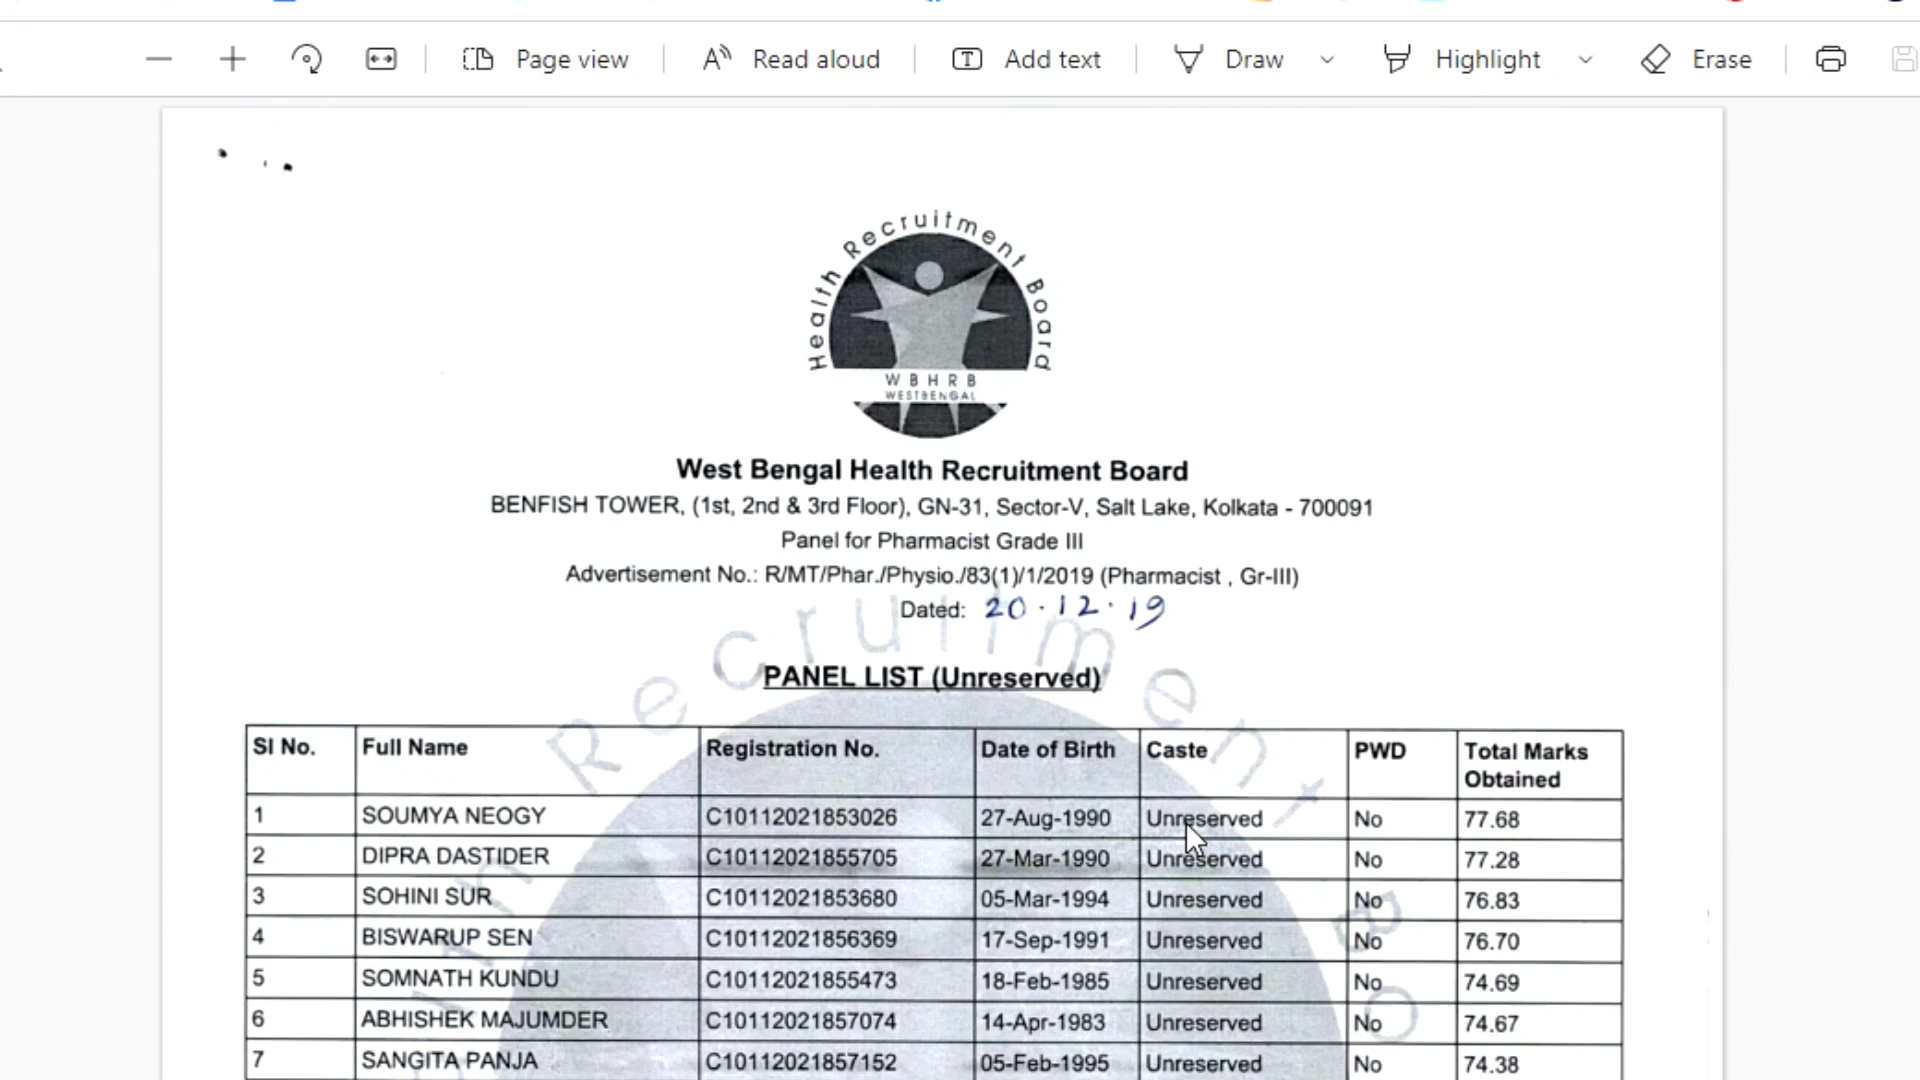 Page view Read aloud Add text Draw Highlight Erase
Health Recruitment Board
W B H R B
WESTBENGAL
West Bengal Health Recruitment Board
BENFISH TOWER, (1st, 2nd & 3rd Floor), GN-31, Sector-V, Salt Lake, Kolkata - 700091
Panel for Pharmacist Grade III
Advertisement No.: R/MT/Phar./Physio./83(1)/1/2019 (Pharmacist , Gr-III)
Dated: 20.12.19
PANEL LIST (Unreserved)
SI No. Full Name Registration No. Date of Birth Caste PWD Total Marks Obtained
1 SOUMYA NEOGY C10112021853026 27-Aug-1990 Unreserved No 77.68
2 DIPRA DASTIDER C10112021855705 27-Mar-1990 Unreserved No 77.28
3 SOHINI SUR C10112021853680 05-Mar-1994 Unreserved No 76.83
4 BISWARUP SEN C10112021856369 17-Sep-1991 Unreserved No 76.70
5 SOMNATH KUNDU C10112021855473 18-Feb-1985 Unreserved No 74.69
6 ABHISHEK MAJUMDER C10112021857074 14-Apr-1983 Unreserved No 74.67
7 SANGITA PANJA C10112021857152 05-Feb-1995 Unreserved No 74.38
Recruitment